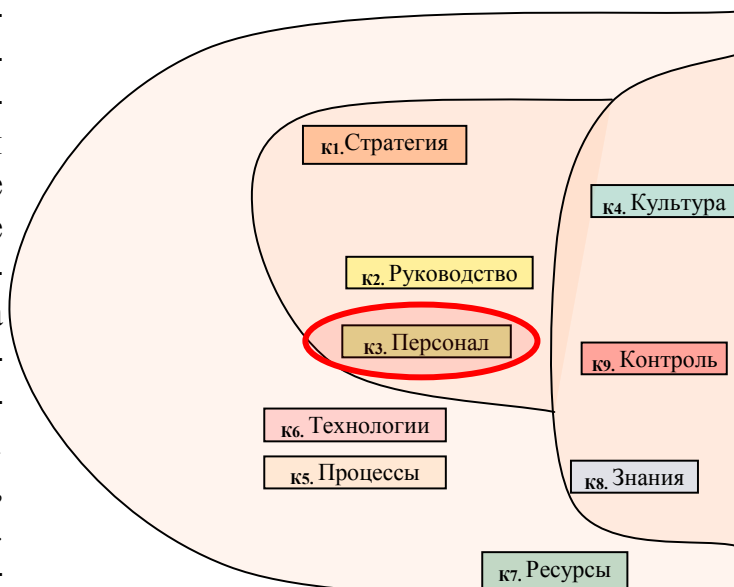 К1.Стратегия
К4. Культура
К2. Руководство
К3. Персонал
К9. Контроль
К6. Технологии
К5. Процессы
К8. Знания
К7. Ресурсы